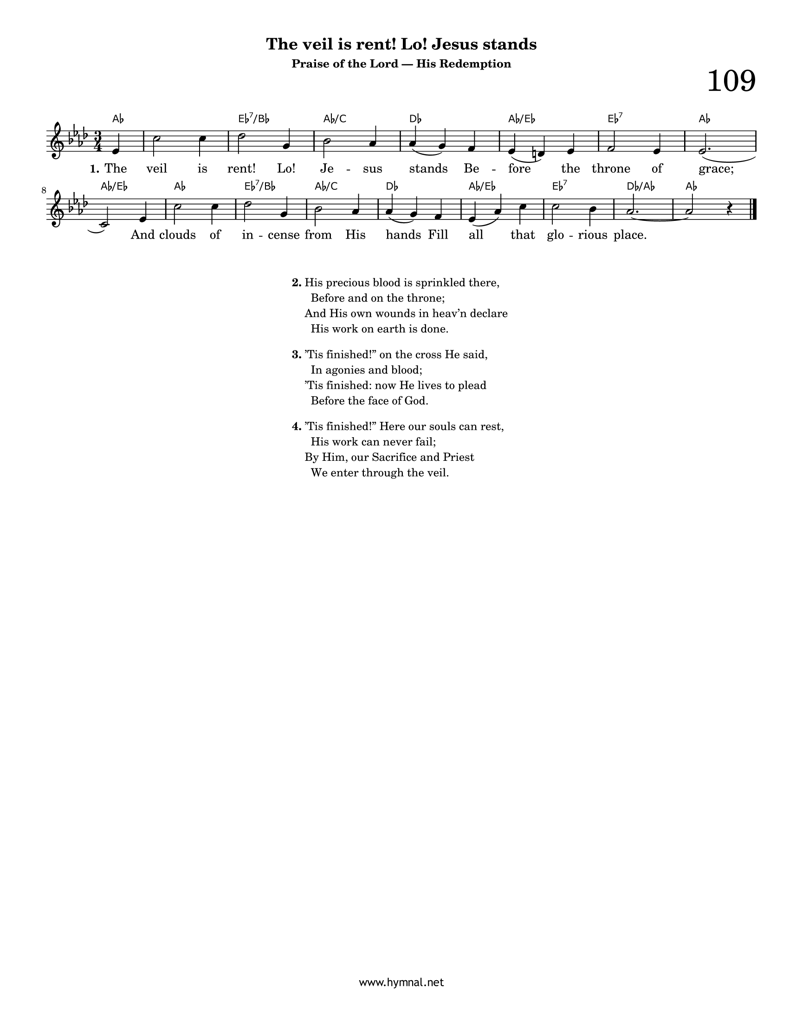 The veil is rent! Lo! Jesus stands
Praise of the Lord — His Redemption
109
A♭ E♭7/B♭ A♭/C D♭ A♭/E♭ E♭7 A♭
3
4
1. The veil is rent! Lo! Je - sus stands Be - fore the throne of grace;
8
A♭/E♭ A♭ E♭7/B♭ A♭/C D♭ A♭/E♭ E♭7 D♭/A♭ A♭
And clouds of in - cense from His hands Fill all that glo - rious place.
2. His precious blood is sprinkled there,
Before and on the throne;
And His own wounds in heav’n declare
His work on earth is done.
3. ’Tis finished!” on the cross He said,
In agonies and blood;
’Tis finished: now He lives to plead
Before the face of God.
4. ’Tis finished!” Here our souls can rest,
His work can never fail;
By Him, our Sacrifice and Priest
We enter through the veil.
www.hymnal.net